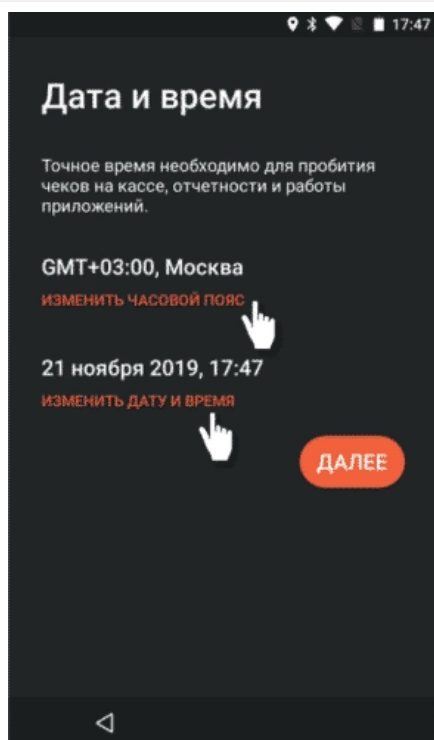 17:47
Дата и время
Точное время необходимо для пробития
чеков на кассе, отчетности и работы
приложений.
GMT+03:00, Москва
ИЗМЕНИТЬ ЧАСОВОЙ ПОЯС
21 ноября 2019, 17:47
ИЗМЕНИТЬ ДАТУ И ВРЕМЯ
ДАЛЕЕ